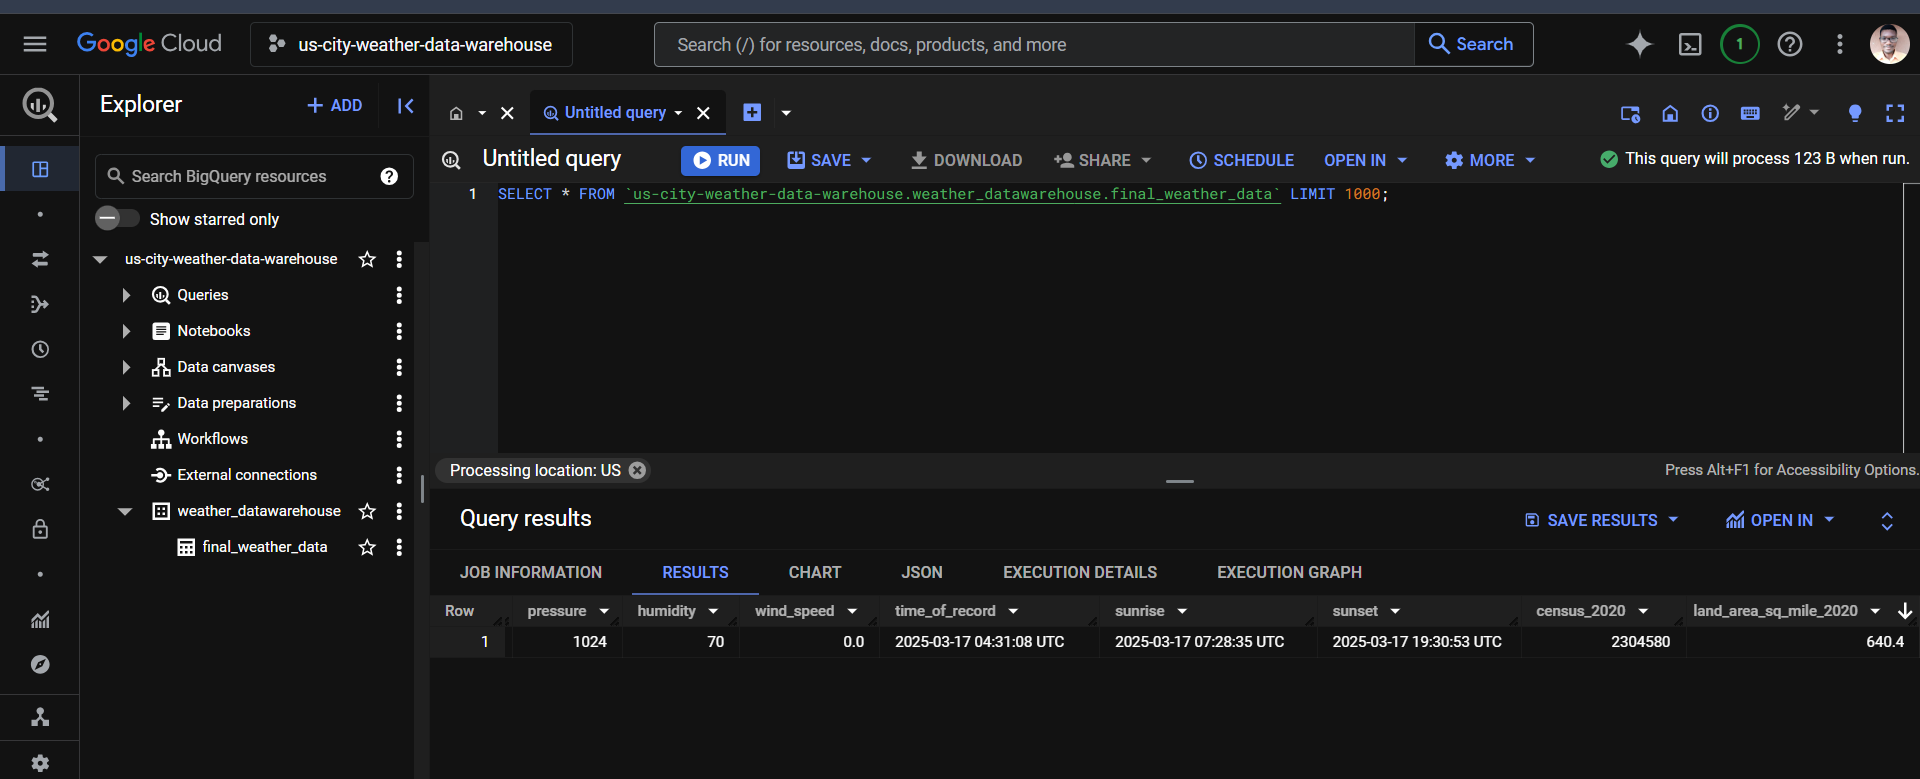 Google Cloud
us-city-weather-data-warehouse
Search (/) for resources, docs, products, and more
Search
1
Explorer
ADD
Untitled query
Search BigQuery resources
Show starred only
us-city-weather-data-warehouse
Queries
Notebooks
Data canvases
Data preparations
Workflows
External connections
weather_datawarehouse
final_weather_data
Untitled query
RUN
SAVE
DOWNLOAD
SHARE
SCHEDULE
OPEN IN
MORE
This query will process 123 B when run.
1 SELECT * FROM `us-city-weather-data-warehouse.weather_datawarehouse.final_weather_data` LIMIT 1000;
Processing location: US
Press Alt+F1 for Accessibility Options.
Query results
SAVE RESULTS
OPEN IN
JOB INFORMATION RESULTS CHART JSON EXECUTION DETAILS EXECUTION GRAPH
Row pressure humidity wind_speed time_of_record sunrise sunset census_2020 land_area_sq_mile_2020
1 1024 70 0.0 2025-03-17 04:31:08 UTC 2025-03-17 07:28:35 UTC 2025-03-17 19:30:53 UTC 2304580 640.4